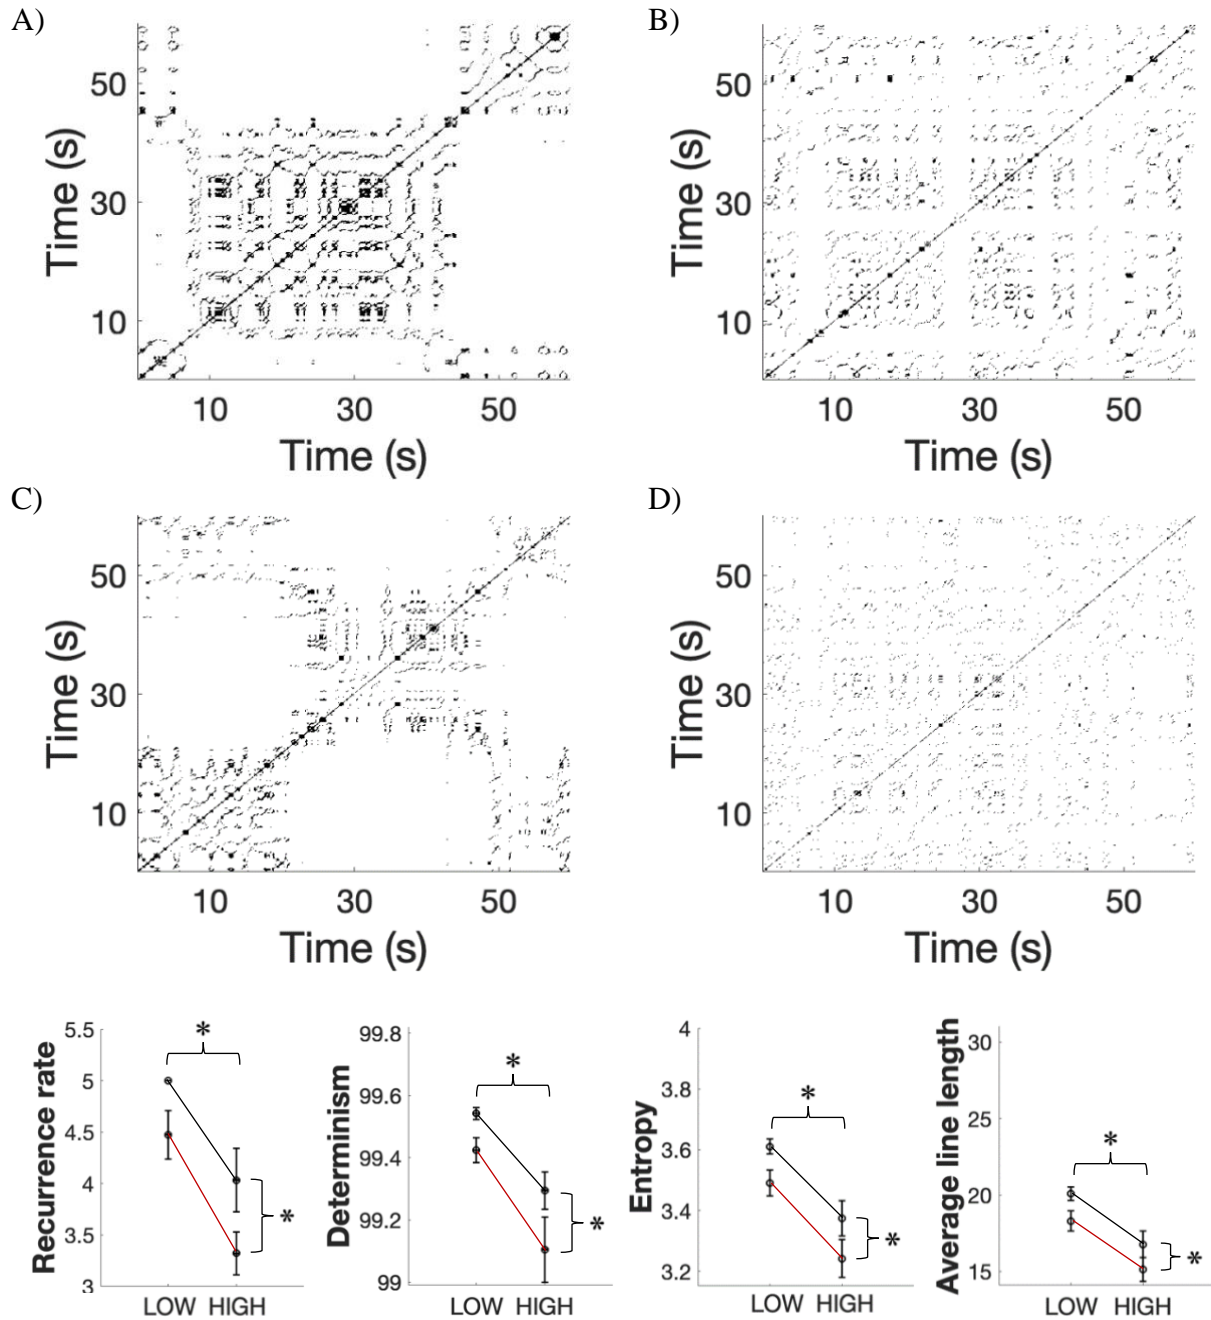 A)
B)
50
30
10
Time (s)
10 30 50
Time (s)
50
30
10
Time (s)
10 30 50
Time (s)
C)
D)
50
30
10
Time (s)
10 30 50
Time (s)
50
30
10
Time (s)
10 30 50
Time (s)
Recurrence rate
5.5
5
4.5
4
3.5
3
*
*
LOW HIGH
Determinism
99.8
99.6
99.4
99.2
99
*
*
LOW HIGH
Entropy
4
3.8
3.6
3.4
3.2
*
*
LOW HIGH
Average line length
30
25
20
15
*
*
LOW HIGH